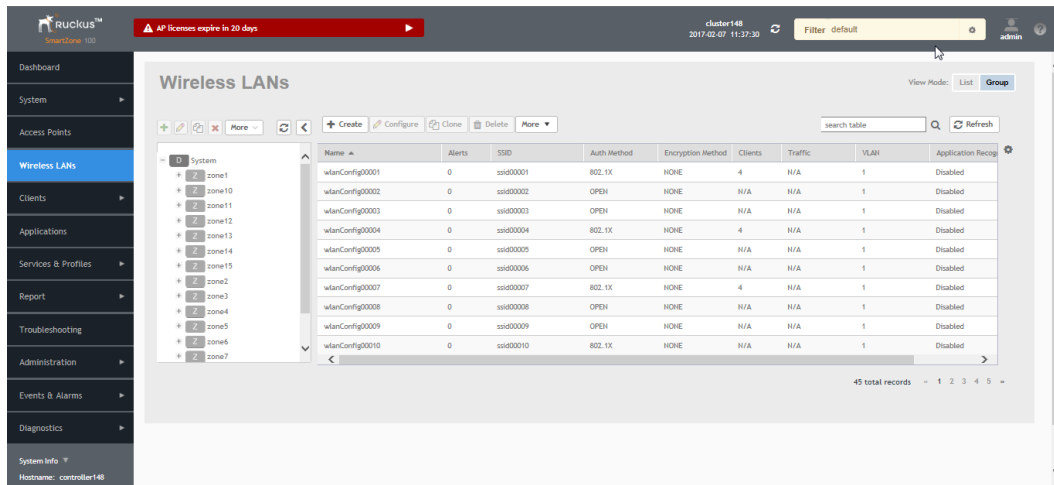 Ruckus™
SmartZone 100
AP licenses expire in 20 days
cluster148
2017-02-07 11:37:30
Filter default
admin
Dashboard
System
Access Points
Wireless LANs
Clients
Applications
Services & Profiles
Report
Troubleshooting
Administration
Events & Alarms
Diagnostics
System Info
Hostname: controller148
Wireless LANs
View Mode: List Group
More
Create Configure Clone Delete More
search table
Refresh
D System
Z zone1
Z zone10
Z zone11
Z zone12
Z zone13
Z zone14
Z zone15
Z zone2
Z zone3
Z zone4
Z zone5
Z zone6
Z zone7
Name Alerts SSID Auth Method Encryption Method Clients Traffic VLAN Application Recog
wlanConfig00001 0 ssid00001 802.1X NONE 4 N/A 1 Disabled
wlanConfig00002 0 ssid00002 OPEN NONE N/A N/A 1 Disabled
wlanConfig00003 0 ssid00003 OPEN NONE N/A N/A 1 Disabled
wlanConfig00004 0 ssid00004 802.1X NONE 4 N/A 1 Disabled
wlanConfig00005 0 ssid00005 OPEN NONE N/A N/A 1 Disabled
wlanConfig00006 0 ssid00006 OPEN NONE N/A N/A 1 Disabled
wlanConfig00007 0 ssid00007 802.1X NONE 4 N/A 1 Disabled
wlanConfig00008 0 ssid00008 OPEN NONE N/A N/A 1 Disabled
wlanConfig00009 0 ssid00009 OPEN NONE N/A N/A 1 Disabled
wlanConfig00010 0 ssid00010 802.1X NONE N/A N/A 1 Disabled
45 total records « 1 2 3 4 5 »